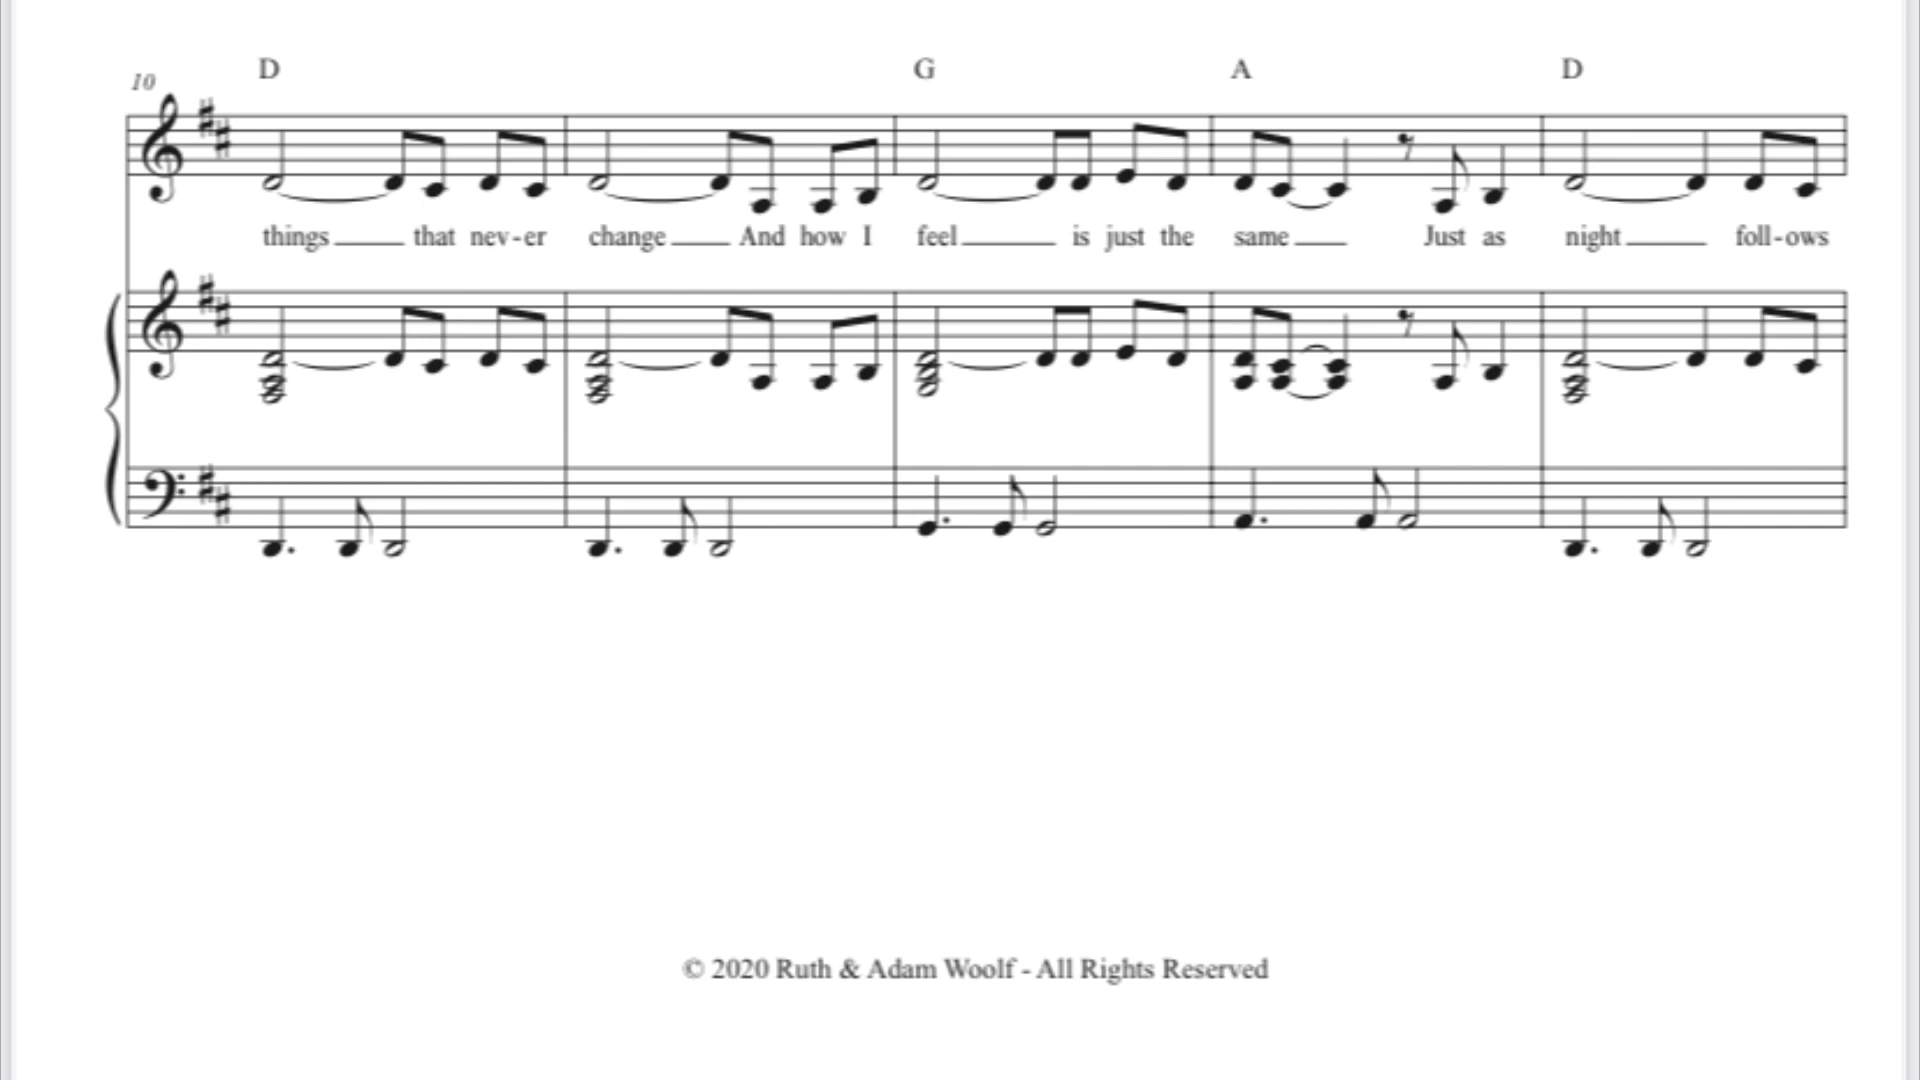 D G A D
10
things that nev-er change And how I feel is just the same Just as night foll-ows
© 2020 Ruth & Adam Woolf - All Rights Reserved